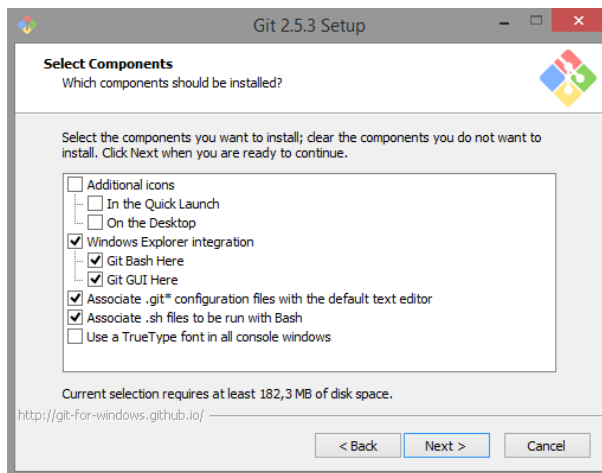 Git 2.5.3 Setup
Select Components
Which components should be installed?
Select the components you want to install; clear the components you do not want to
install. Click Next when you are ready to continue.
Additional icons
In the Quick Launch
On the Desktop
Windows Explorer integration
Git Bash Here
Git GUI Here
Associate .git* configuration files with the default text editor
Associate .sh files to be run with Bash
Use a TrueType font in all console windows
Current selection requires at least 182,3 MB of disk space.
http://git-for-windows.github.io/
< Back Next > Cancel